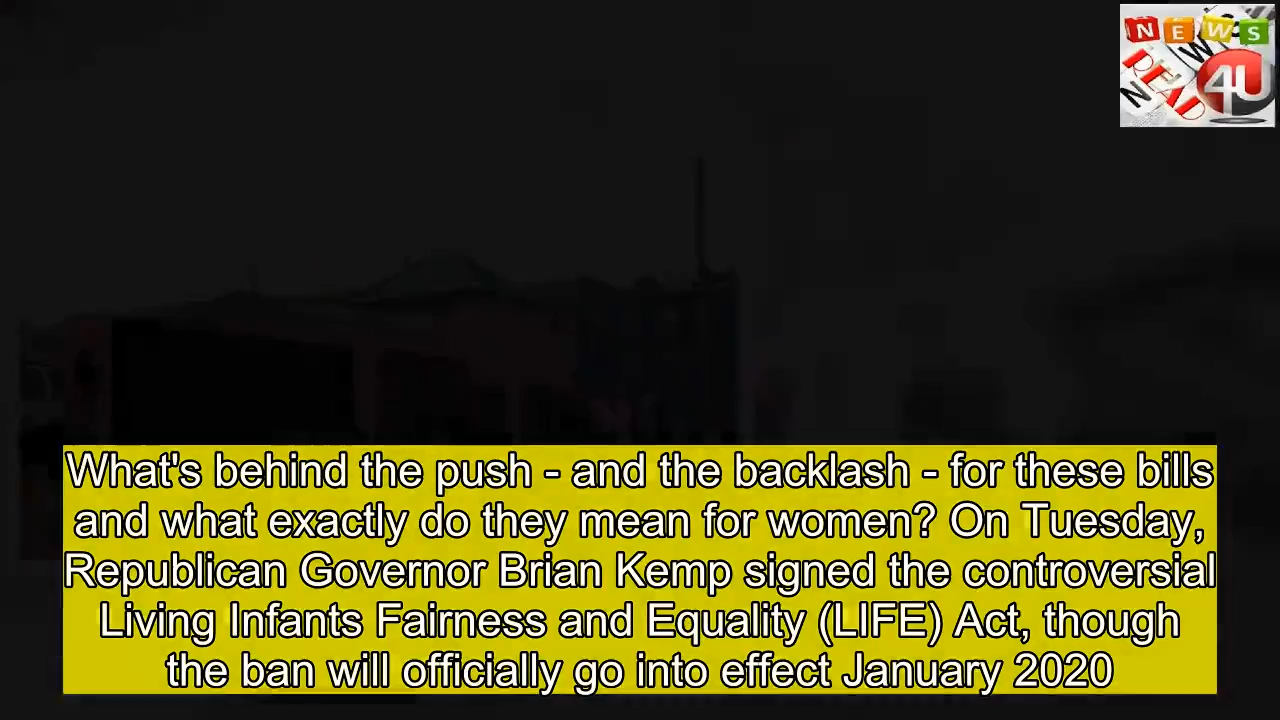 NEWS
READ
N
4U
What's behind the push - and the backlash - for these bills
and what exactly do they mean for women? On Tuesday,
Republican Governor Brian Kemp signed the controversial
Living Infants Fairness and Equality (LIFE) Act, though
the ban will officially go into effect January 2020